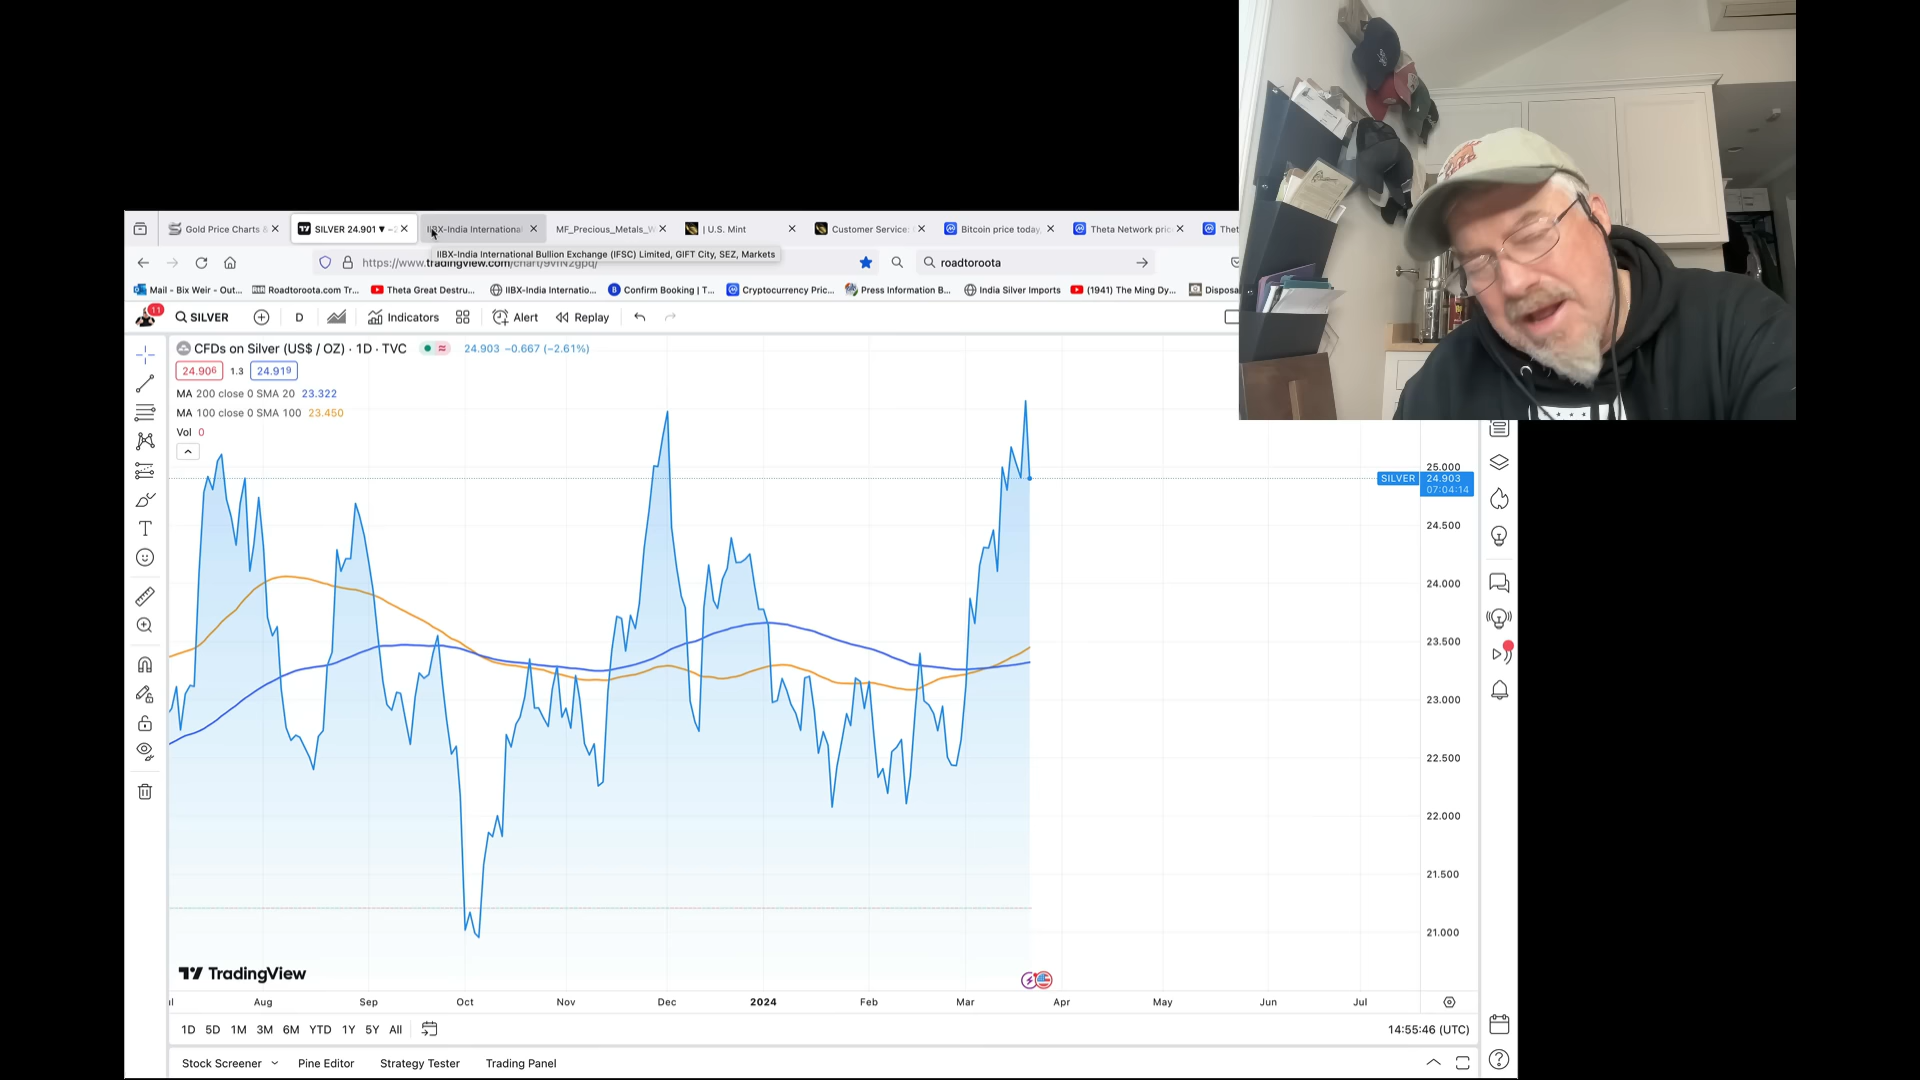 Gold Price Charts &
SILVER 24.901 ▼ −2
IIBX-India International
MF_Precious_Metals_W
| U.S. Mint
Customer Service:
Bitcoin price today,
Theta Network pric
Thet
IIBX-India International Bullion Exchange (IFSC) Limited, GIFT City, SEZ, Markets
roadtoroota
Mail - Bix Weir - Out...
Roadtoroota.com Tr...
Theta Great Destru...
IIBX-India Internatio...
Confirm Booking | T...
Cryptocurrency Pric...
Press Information B...
India Silver Imports
(1941) The Ming Dy...
Disposa
11
SILVER
D
Indicators
Alert
Replay
CFDs on Silver (US$ / OZ) · 1D · TVC
24.903 −0.667 (−2.61%)
24.906 1.3 24.919
MA 200 close 0 SMA 20 23.322
MA 100 close 0 SMA 100 23.450
Vol 0
25.000
SILVER 24.903
07:04:14
24.500
24.000
23.500
23.000
22.500
22.000
21.500
21.000
TradingView
Aug Sep Oct Nov Dec 2024 Feb Mar Apr May Jun Jul
1D 5D 1M 3M 6M YTD 1Y 5Y All
14:55:46 (UTC)
Stock Screener Pine Editor Strategy Tester Trading Panel